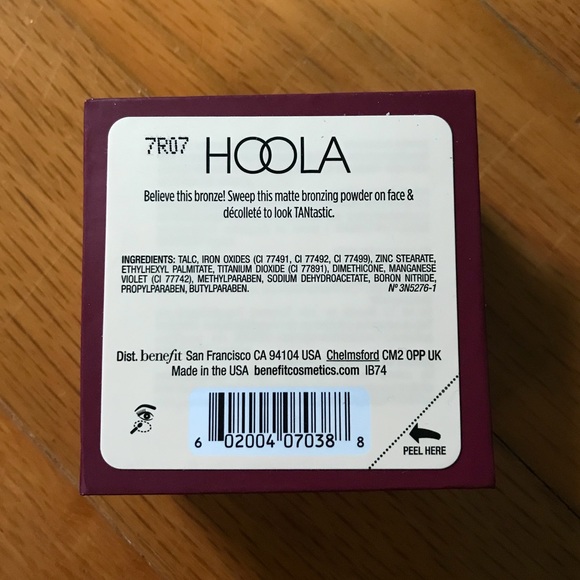 7R07 HOOLA
Believe this bronze! Sweep this matte bronzing powder on face &
décolleté to look TANtastic.
INGREDIENTS: TALC, IRON OXIDES (CI 77491, CI 77492, CI 77499), ZINC STEARATE,
ETHYLHEXYL PALMITATE, TITANIUM DIOXIDE (CI 77891), DIMETHICONE, MANGANESE
VIOLET (CI 77742), METHYLPARABEN, SODIUM DEHYDROACETATE, BORON NITRIDE,
PROPYLPARABEN, BUTYLPARABEN. Nº 3N5276-1
Dist. benefit San Francisco CA 94104 USA Chelmsford CM2 OPP UK
Made in the USA benefitcosmetics.com IB74
6 02004 07038 8
PEEL HERE